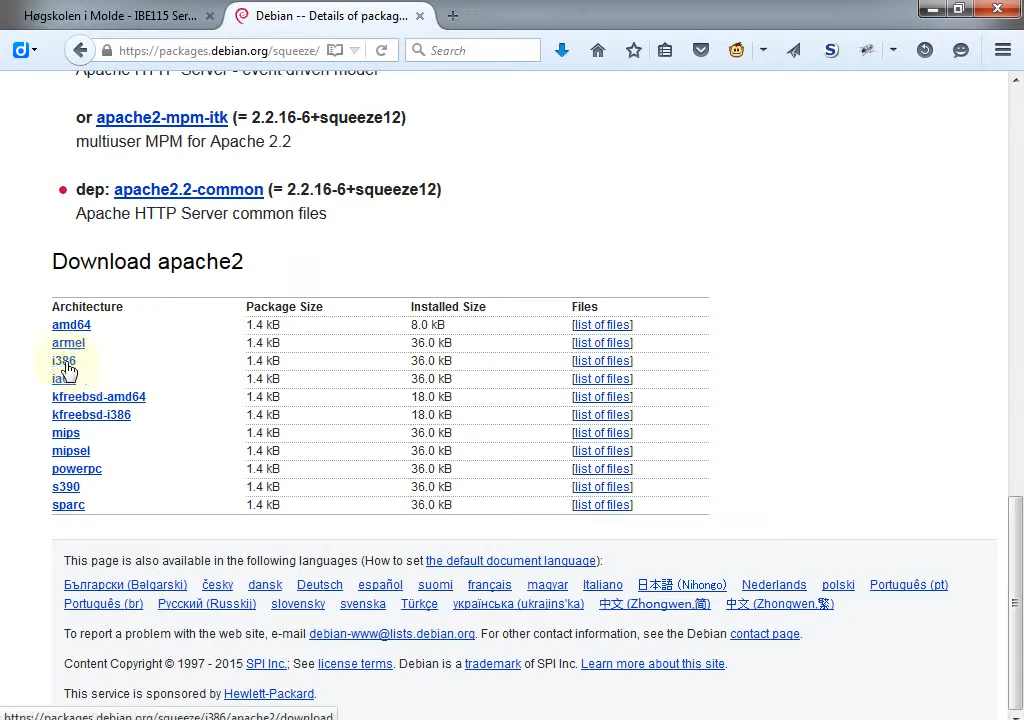 Høgskolen i Molde - IBE115 Ser... ×
Debian -- Details of packag... ×
https://packages.debian.org/squeeze/
Search
Apache HTTP Server - event driven model
or apache2-mpm-itk (= 2.2.16-6+squeeze12)
multiuser MPM for Apache 2.2
dep: apache2.2-common (= 2.2.16-6+squeeze12)
Apache HTTP Server common files
Download apache2
Architecture Package Size Installed Size Files
amd64 1.4 kB 8.0 kB [list of files]
armel 1.4 kB 36.0 kB [list of files]
i386 1.4 kB 36.0 kB [list of files]
1.4 kB 36.0 kB [list of files]
kfreebsd-amd64 1.4 kB 18.0 kB [list of files]
kfreebsd-i386 1.4 kB 18.0 kB [list of files]
mips 1.4 kB 36.0 kB [list of files]
mipsel 1.4 kB 36.0 kB [list of files]
powerpc 1.4 kB 36.0 kB [list of files]
s390 1.4 kB 36.0 kB [list of files]
sparc 1.4 kB 36.0 kB [list of files]
This page is also available in the following languages (How to set the default document language):
Български (Bəlgarski) česky dansk Deutsch español suomi français magyar Italiano 日本語 (Nihongo) Nederlands polski Português (pt)
Português (br) Русский (Russkij) slovensky svenska Türkçe українська (ukrajins'ka) 中文 (Zhongwen,简) 中文 (Zhongwen,繁)
To report a problem with the web site, e-mail debian-www@lists.debian.org. For other contact information, see the Debian contact page.
Content Copyright © 1997 - 2015 SPI Inc.; See license terms. Debian is a trademark of SPI Inc. Learn more about this site.
This service is sponsored by Hewlett-Packard.
https://packages.debian.org/squeeze/i386/apache2/download